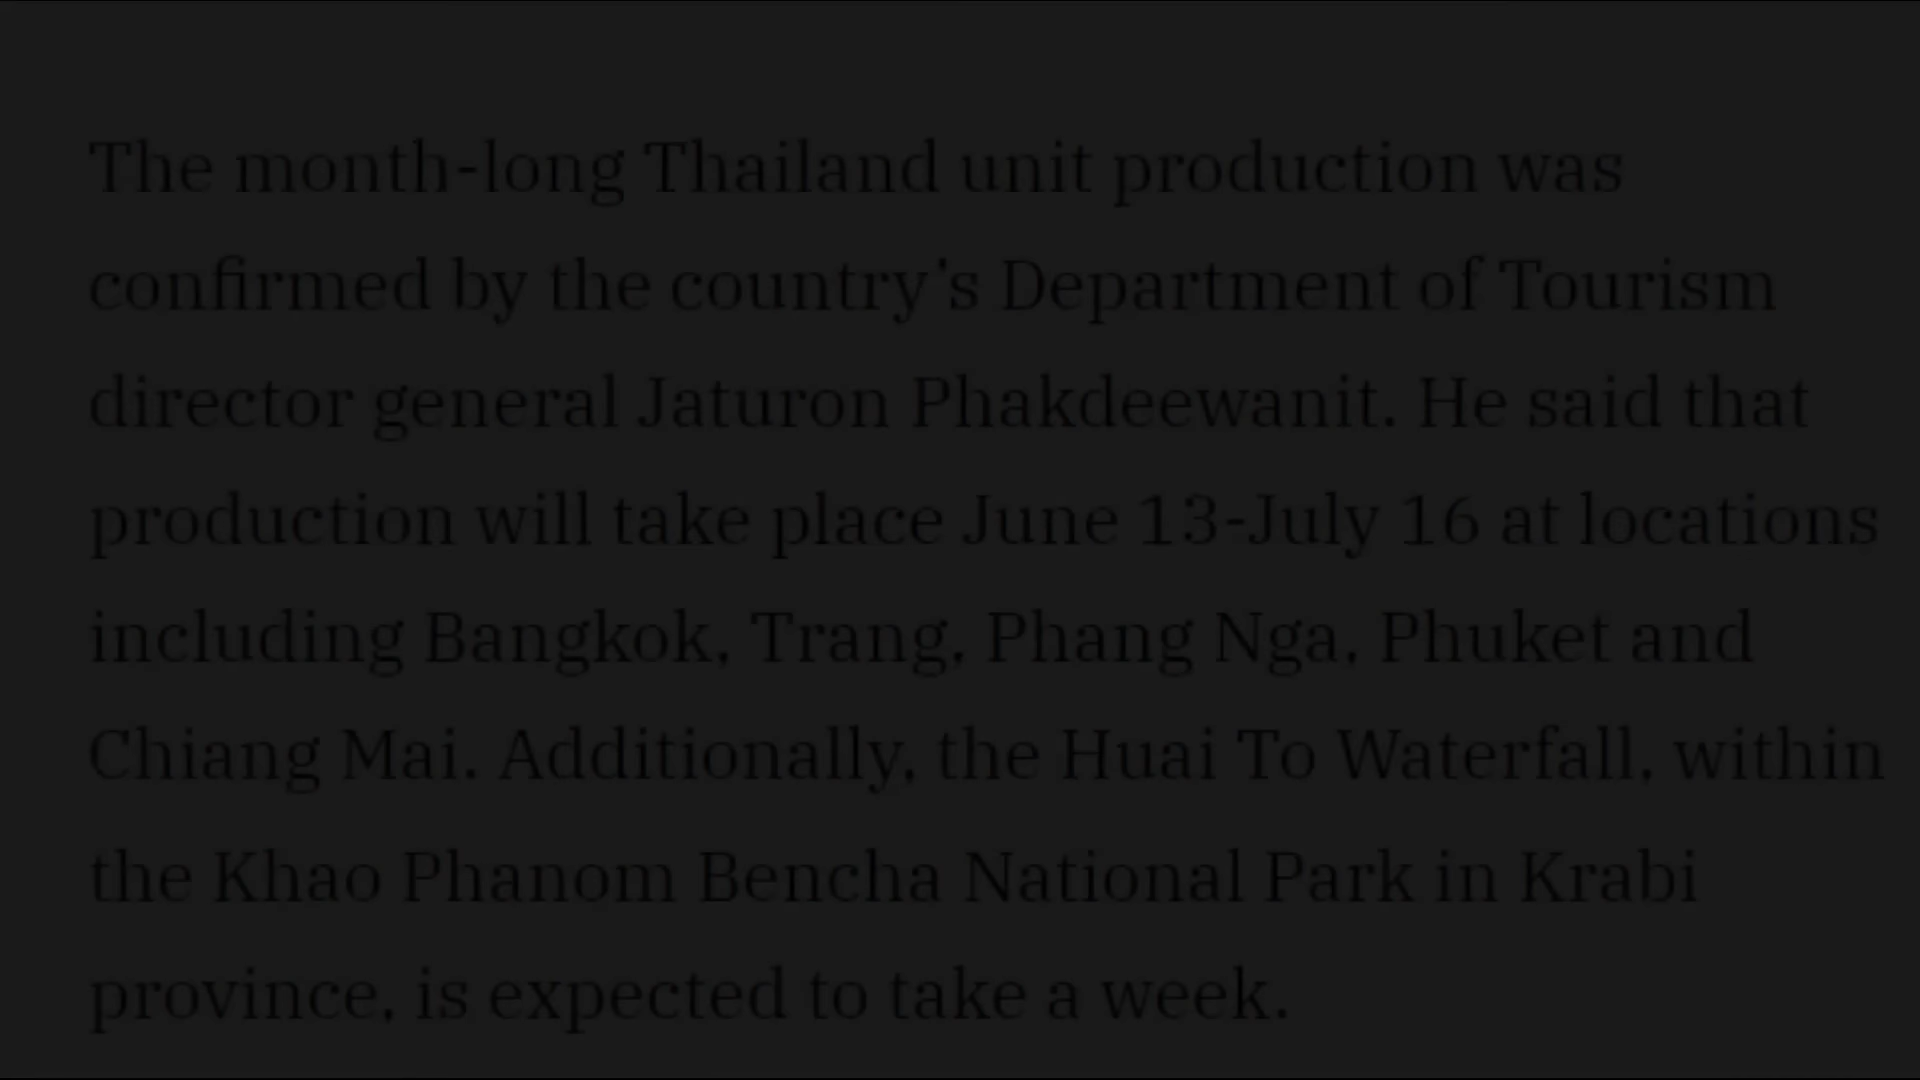 The month-long Thailand unit production was
confirmed by the country's Department of Tourism
director general Jaturon Phakdeewanit. He said that
production will take place June 13-July 16 at locations
including Bangkok, Trang, Phang Nga, Phuket and
Chiang Mai. Additionally, the Huai To Waterfall, within
the Khao Phanom Bencha National Park in Krabi
province, is expected to take a week.